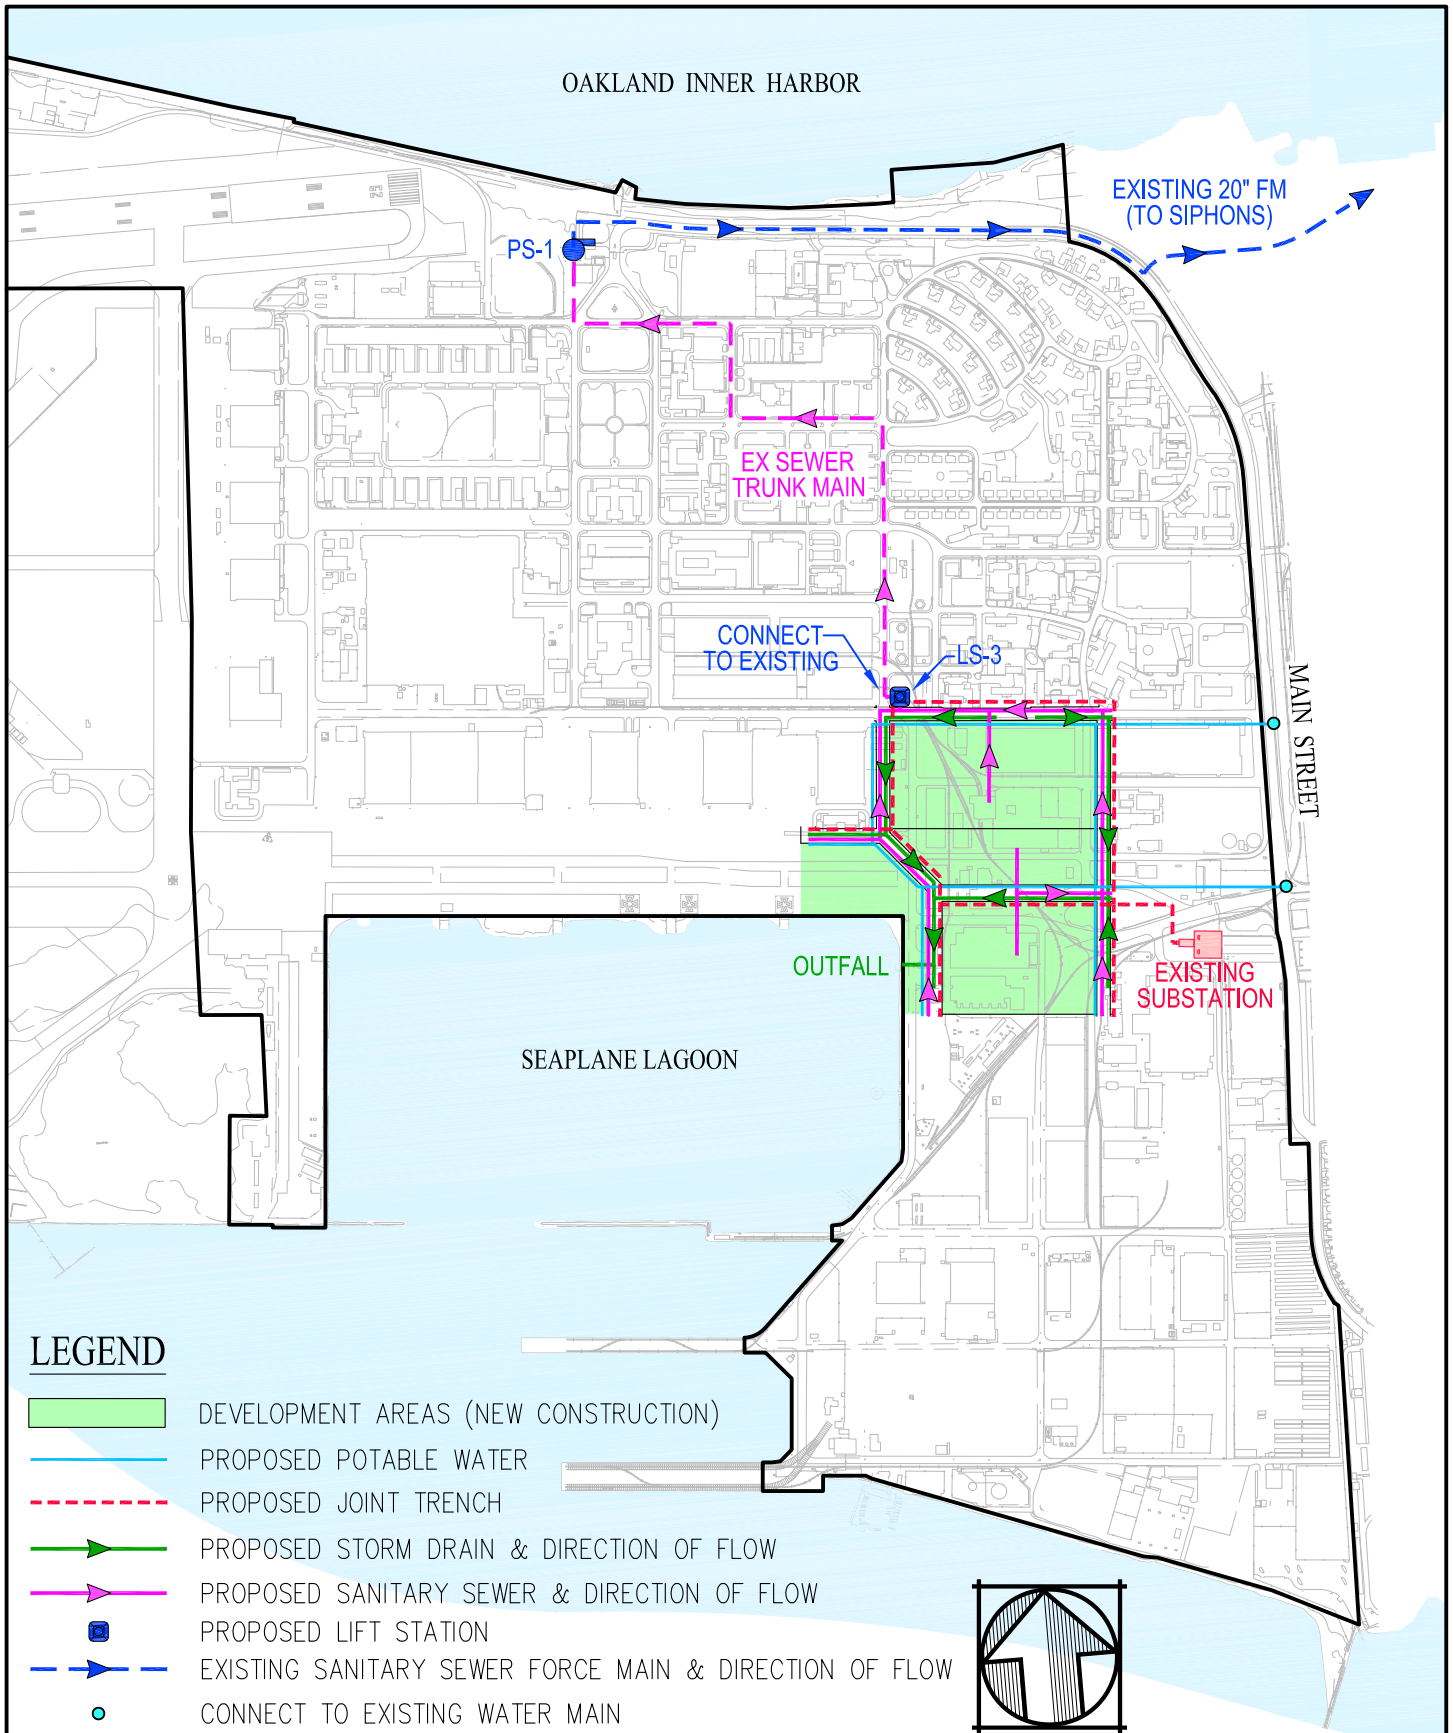 OAKLAND INNER HARBOR
EXISTING 20" FM
(TO SIPHONS)
PS-1
EX SEWER
TRUNK MAIN
CONNECT
TO EXISTING
LS-3
MAIN STREET
OUTFALL
EXISTING
SUBSTATION
SEAPLANE LAGOON
LEGEND
DEVELOPMENT AREAS (NEW CONSTRUCTION)
PROPOSED POTABLE WATER
PROPOSED JOINT TRENCH
PROPOSED STORM DRAIN & DIRECTION OF FLOW
PROPOSED SANITARY SEWER & DIRECTION OF FLOW
PROPOSED LIFT STATION
EXISTING SANITARY SEWER FORCE MAIN & DIRECTION OF FLOW
CONNECT TO EXISTING WATER MAIN